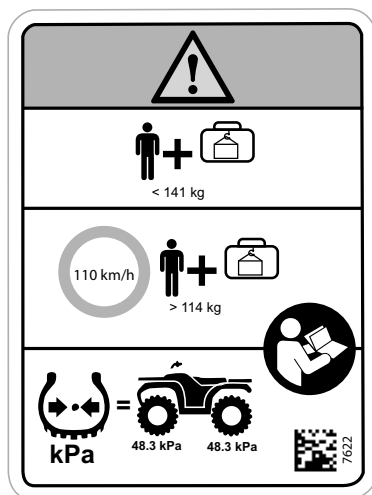 < 141 kg
110 km/h
> 114 kg
=
48.3 kPa 48.3 kPa
kPa
7622